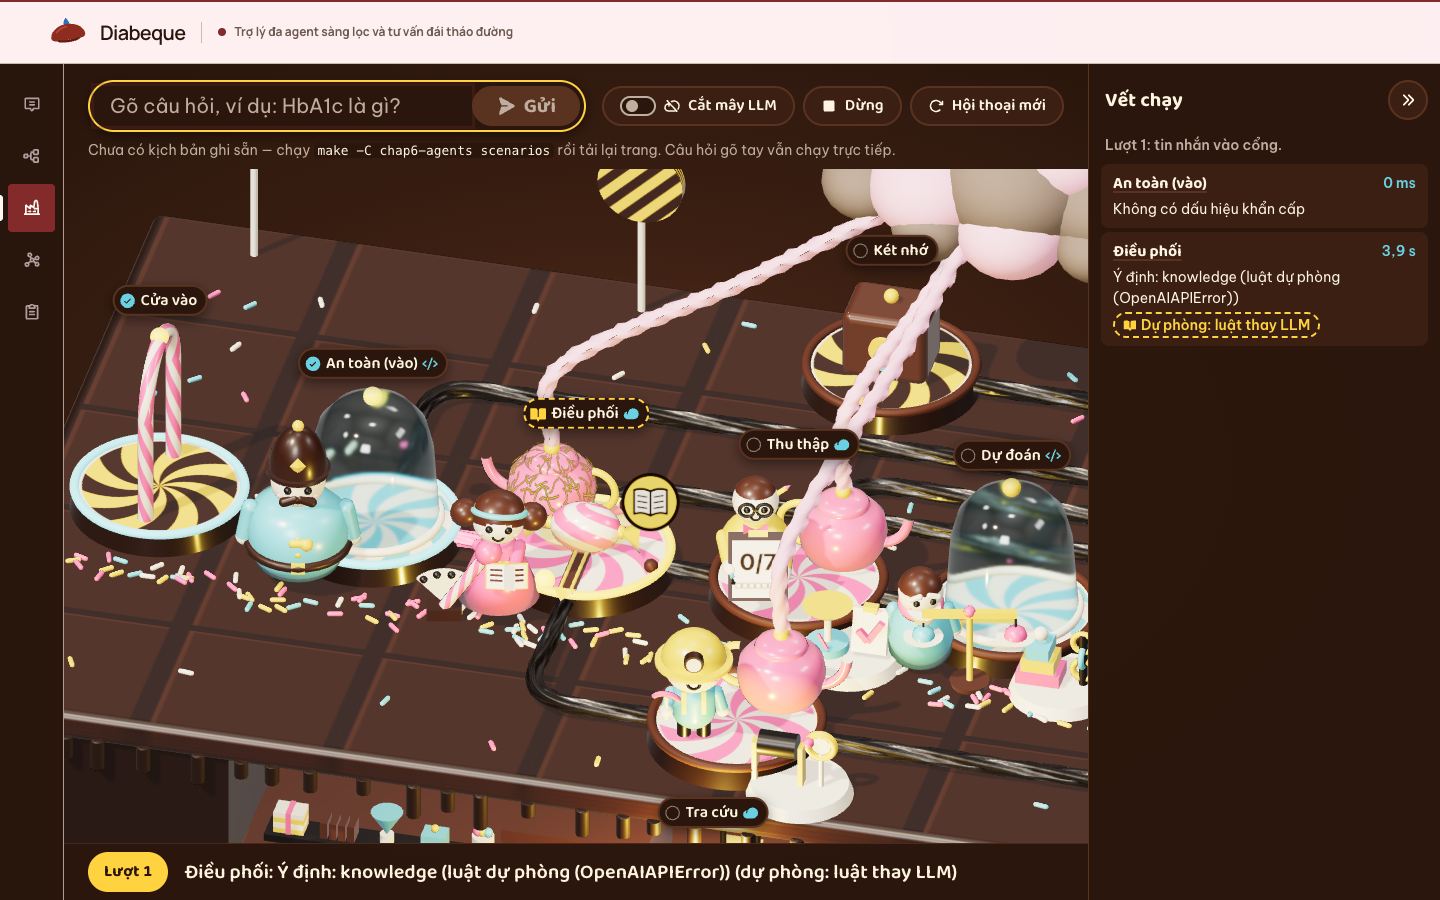 Diabeque
Trợ lý đa agent sàng lọc và tư vấn đái tháo đường
Gõ câu hỏi, ví dụ: HbA1c là gì?
Gửi
Cắt mây LLM
Dừng
Hội thoại mới
Chưa có kịch bản ghi sẵn — chạy make -C chap6-agents scenarios rồi tải lại trang. Câu hỏi gõ tay vẫn chạy trực tiếp.
Két nhớ
Cửa vào
An toàn (vào) </>
Điều phối
Thu thập
Dự đoán </>
0/7
Tra cứu
Lượt 1
Điều phối: Ý định: knowledge (luật dự phòng (OpenAIAPIError)) (dự phòng: luật thay LLM)
Vết chạy
Lượt 1: tin nhắn vào cổng.
An toàn (vào)
0 ms
Không có dấu hiệu khẩn cấp
Điều phối
3,9 s
Ý định: knowledge (luật dự phòng
(OpenAIAPIError))
Dự phòng: luật thay LLM